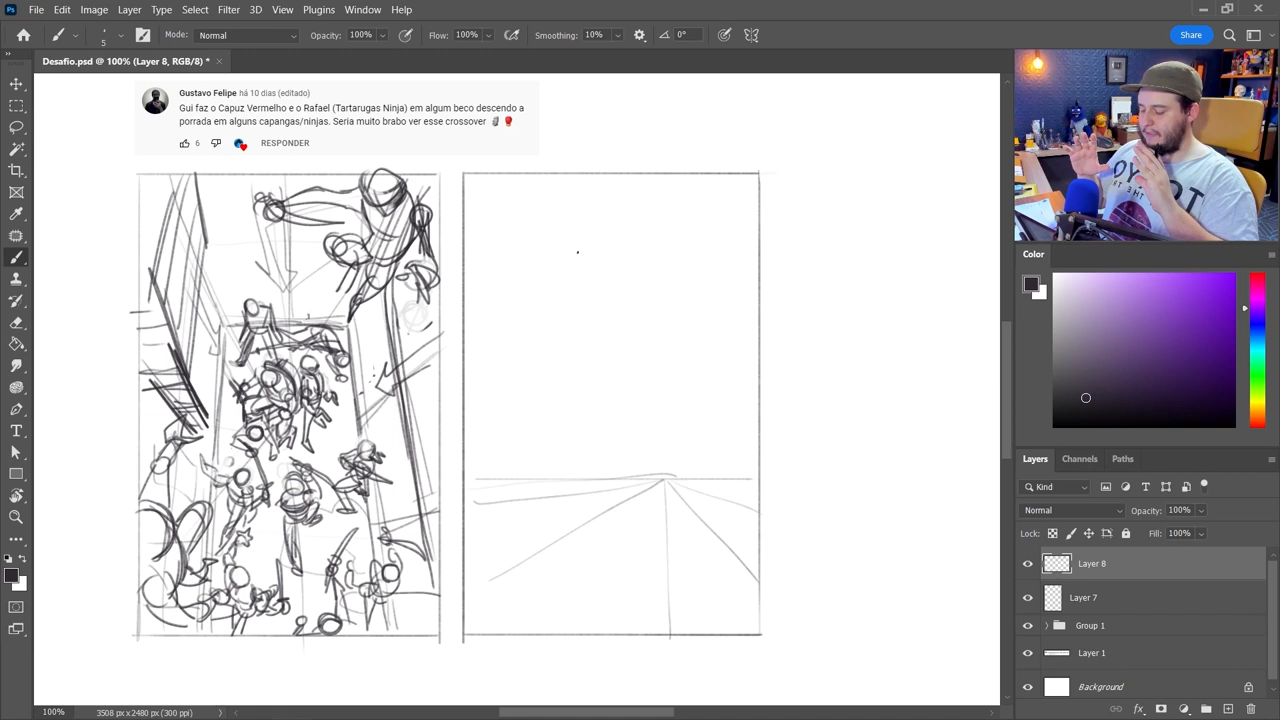 File Edit Image Layer Type Select Filter 3D View Plugins Window Help
5 Mode: Normal Opacity: 100% Flow: 100% Smoothing: 10% 0° Share
Desafio.psd @ 100% (Layer 8, RGB/8) *
Gustavo Felipe há 10 dias (editado)
Gui faz o Capuz Vermelho e o Rafael (Tartarugas Ninja) em algum beco descendo a
porrada em alguns capangas/ninjas. Seria muito brabo ver esse crossover
6 RESPONDER
Color
Layers Channels Paths
Kind
Normal Opacity: 100%
Lock: Fill: 100%
Layer 8
Layer 7
Group 1
Layer 1
Background
fx
100% 3508 px x 2480 px (300 ppi)